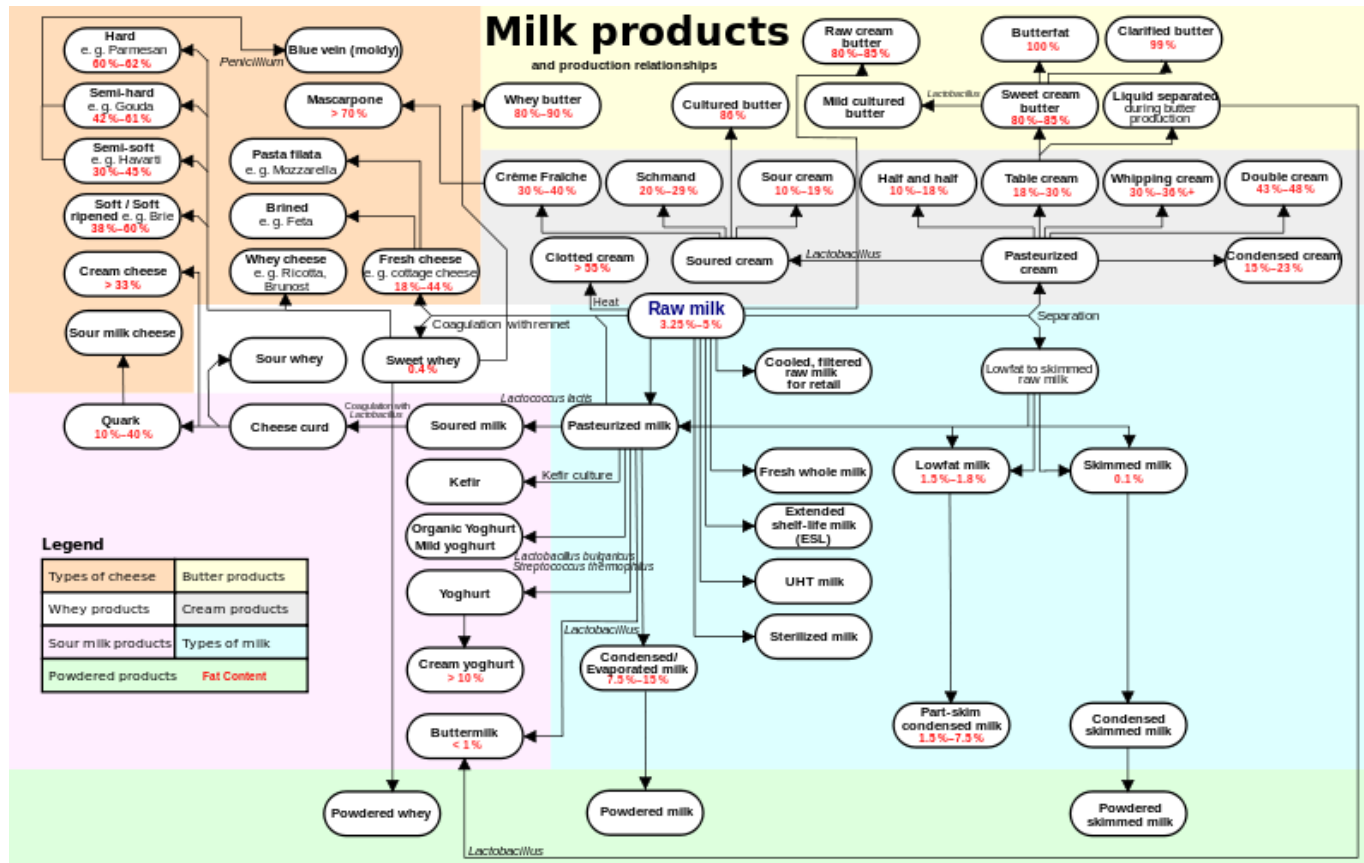 Milk products
and production relationships
Hard
e. g. Parmesan
60 %–62 %
Semi-hard
e. g. Gouda
42 %–61 %
Semi-soft
e. g. Havarti
30 %–45 %
Soft / Soft
ripened e. g. Brie
38 %–60 %
Cream cheese
> 33 %
Sour milk cheese
Quark
10 %–40 %
Penicillium
Blue vein (moldy)
Mascarpone
> 70 %
Pasta filata
e. g. Mozzarella
Brined
e. g. Feta
Whey cheese
e. g. Ricotta,
Brunost
Fresh cheese
e.g. cottage cheese
18 %–44 %
Coagulation with rennet
Sour whey
Sweet whey
0.4 %
Cheese curd
Coagulation with
Lactobacillus
Whey butter
80 %–90 %
Cultured butter
86 %
Raw cream
butter
80 %–85 %
Mild cultured
butter
Lactobacillus
Butterfat
100 %
Clarified butter
99 %
Sweet cream
butter
80 %–85 %
Liquid separated
during butter
production
Crème Fraîche
30 %–40 %
Schmand
20 %–29 %
Sour cream
10 %–19 %
Half and half
10 %–18 %
Table cream
18 %–30 %
Whipping cream
30 %–36 %+
Double cream
43 %–48 %
Clotted cream
> 55 %
Soured cream
Lactobacillus
Pasteurized
cream
Condensed cream
15 %–23 %
Heat
Raw milk
3.25 %–5 %
Separation
Cooled, filtered
raw milk
for retail
Lowfat to skimmed
raw milk
Lactococcus lactis
Soured milk
Pasteurized milk
Kefir
Kefir culture
Organic Yoghurt
Mild yoghurt
Lactobacillus bulgaricus
Streptococcus thermophilus
Yoghurt
Cream yoghurt
> 10 %
Lactobacillus
Buttermilk
< 1 %
Condensed/
Evaporated milk
7.5 %–15 %
Fresh whole milk
Extended
shelf-life milk
(ESL)
UHT milk
Sterilized milk
Lowfat milk
1.5 %–1.8 %
Skimmed milk
0.1 %
Part-skim
condensed milk
1.5 %–7.5 %
Condensed
skimmed milk
Powdered whey
Powdered milk
Powdered
skimmed milk
Lactobacillus
Legend
Types of cheese
Butter products
Whey products
Cream products
Sour milk products
Types of milk
Powdered products
Fat Content